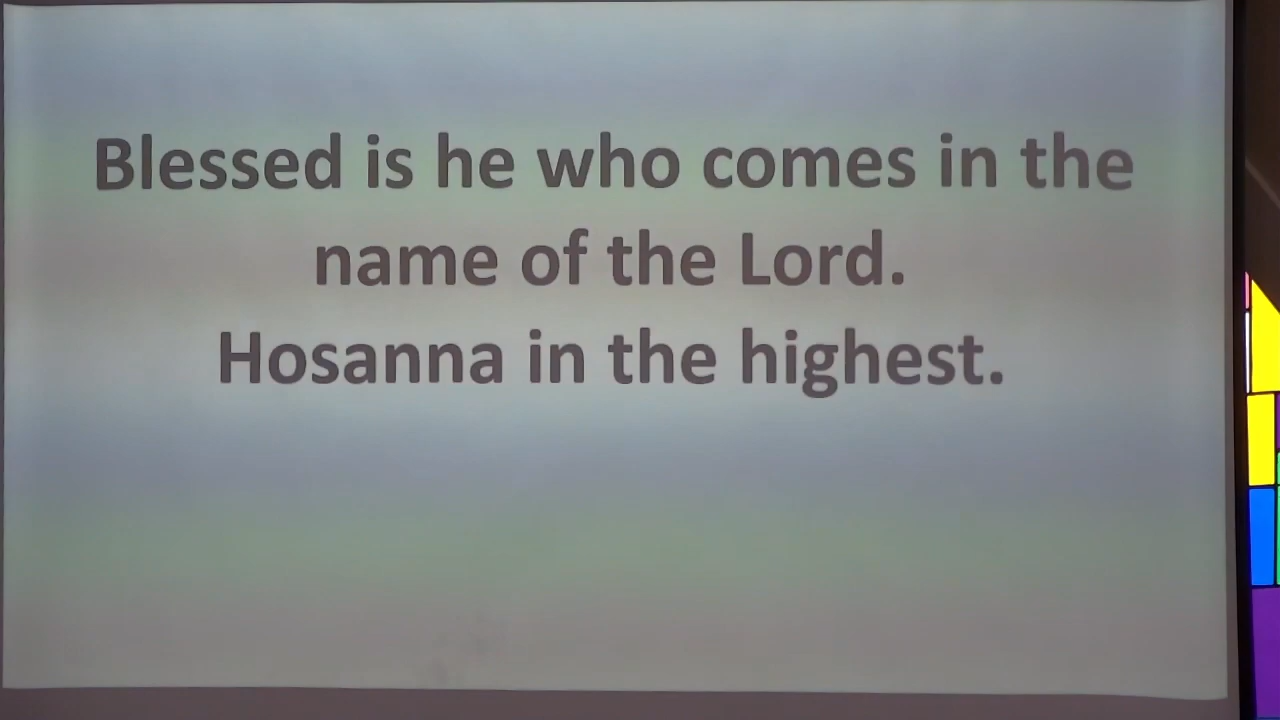 Blessed is he who comes in the
name of the Lord.
Hosanna in the highest.